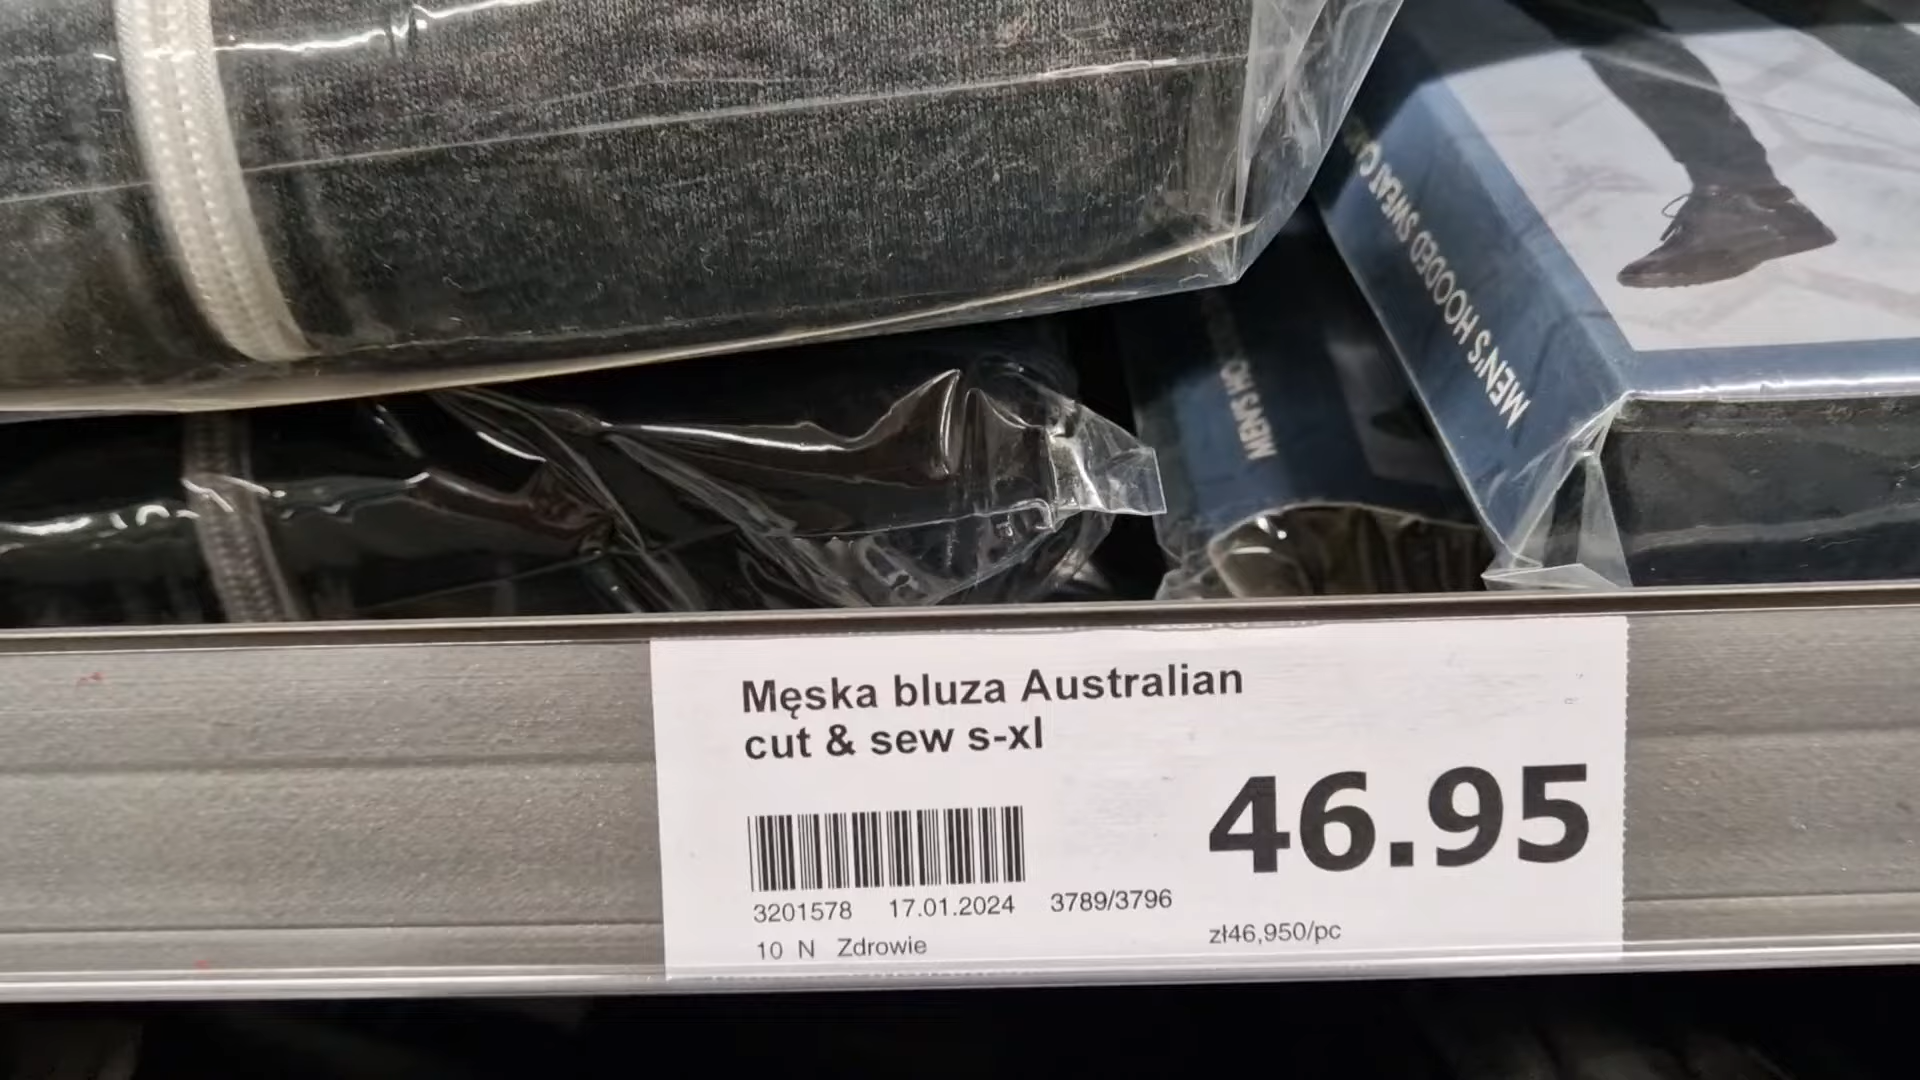 MEN'S HOODED SWEAT
MEN'S HO
Męska bluza Australian
cut & sew s-xl
46.95
3201578 17.01.2024 3789/3796
10 N Zdrowie
zł46,950/pc